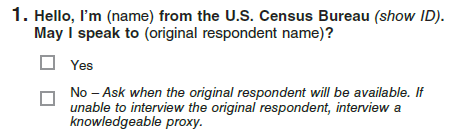 1. Hello, I'm (name) from the U.S. Census Bureau (show ID).
May I speak to (original respondent name)?
Yes
No – Ask when the original respondent will be available. If
unable to interview the original respondent, interview a
knowledgeable proxy.